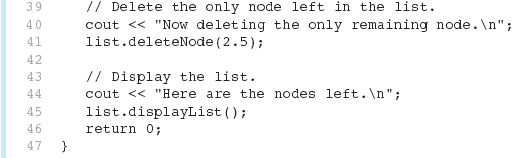 39 // Delete the only node left in the list.
40 cout << "Now deleting the only remaining node.\n";
41 list.deleteNode(2.5);
42
43 // Display the list.
44 cout << "Here are the nodes left.\n";
45 list.displayList();
46 return 0;
47 }